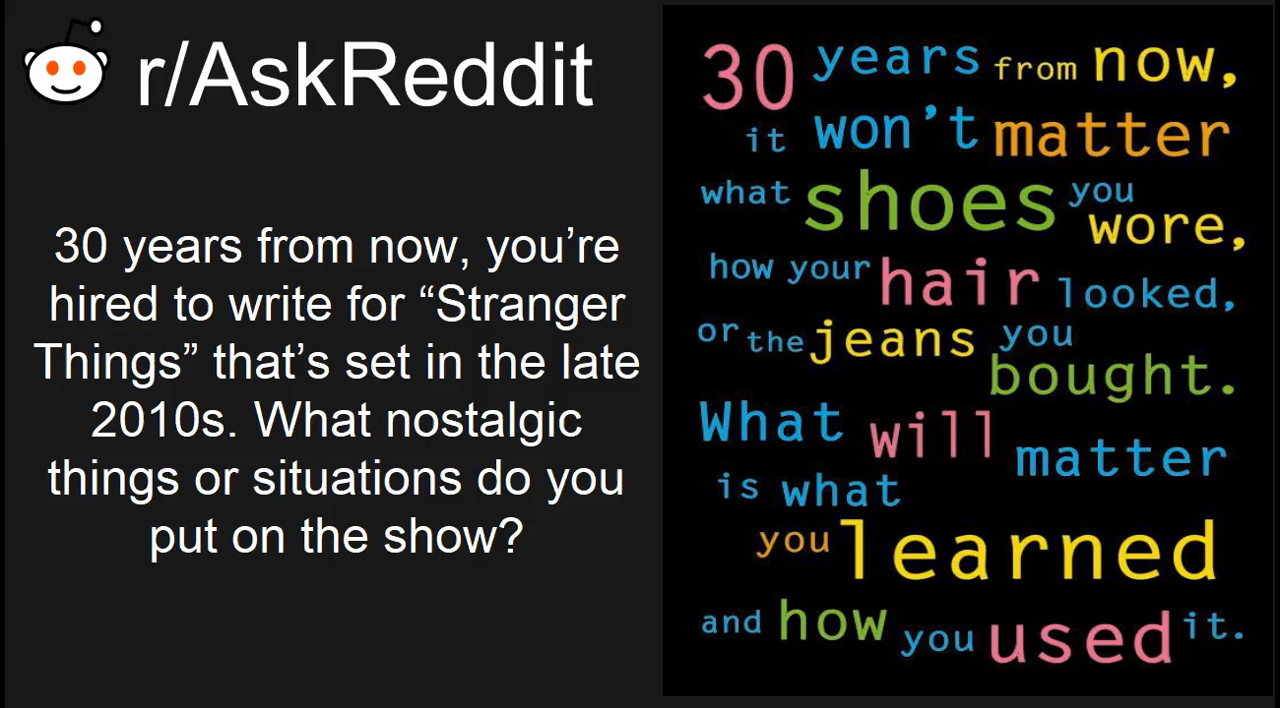 r/AskReddit
30 years from now, you’re
hired to write for “Stranger
Things” that’s set in the late
2010s. What nostalgic
things or situations do you
put on the show?
30 years from now,
it won’t matter
what shoes you
wore,
how your hair looked,
or the jeans you
bought.
What will matter
is what
you learned
and how you used it.